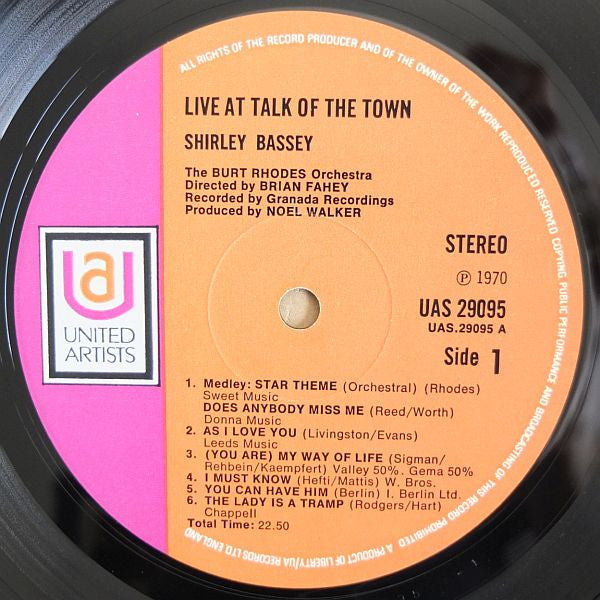 ALL RIGHTS OF THE RECORD PRODUCER AND OF THE OWNER OF THE WORK REPRODUCED RESERVED COPYING PUBLIC PERFORMANCE AND BROADCASTING OF THIS RECORD PROHIBITED • A PRODUCT OF LIBERTY/UA RECORDS LTD ENGLAND
LIVE AT TALK OF THE TOWN
SHIRLEY BASSEY
The BURT RHODES Orchestra
Directed by BRIAN FAHEY
Recorded by Granada Recordings
Produced by NOEL WALKER
STEREO
℗ 1970
UAS 29095
UAS.29095 A
Side 1
UA
UNITED
ARTISTS
1. Medley: STAR THEME (Orchestral) (Rhodes)
Sweet Music
DOES ANYBODY MISS ME (Reed/Worth)
Donna Music
2. AS I LOVE YOU (Livingston/Evans)
Leeds Music
3. (YOU ARE) MY WAY OF LIFE (Sigman/
Rehbein/Kaempfert) Valley 50%. Gema 50%
4. I MUST KNOW (Hefti/Mattis) W. Bros.
5. YOU CAN HAVE HIM (Berlin) I. Berlin Ltd.
6. THE LADY IS A TRAMP (Rodgers/Hart)
Chappell
Total Time: 22.50